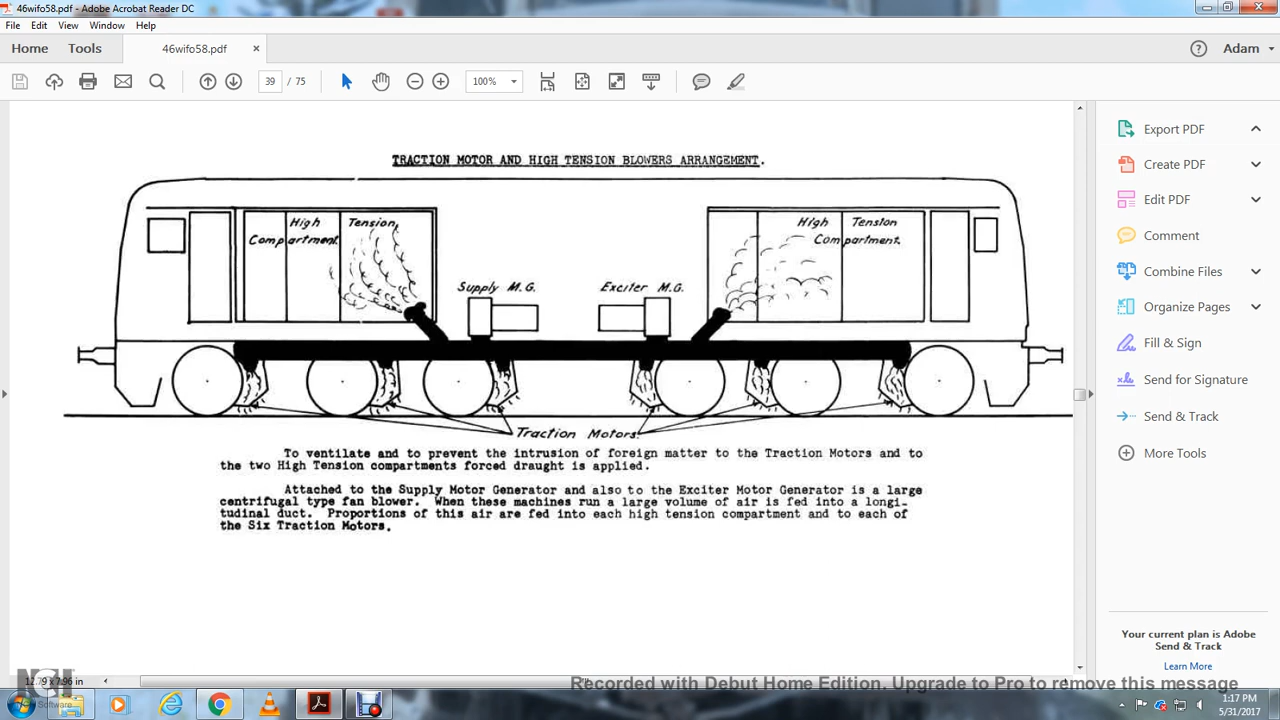 46wifo58.pdf - Adobe Acrobat Reader DC
File Edit View Window Help
Home Tools 46wifo58.pdf × Adam
39 / 75 100%
TRACTION MOTOR AND HIGH TENSION BLOWERS ARRANGEMENT.
High Tension
Compartment.
High Tension
Compartment.
Supply M.G. Exciter M.G.
Traction Motors.
To ventilate and to prevent the intrusion of foreign matter to the Traction Motors and to
the two High Tension compartments forced draught is applied.
Attached to the Supply Motor Generator and also to the Exciter Motor Generator is a large
centrifugal type fan blower. When these machines run a large volume of air is fed into a longi-
tudinal duct. Proportions of this air are fed into each high tension compartment and to each of
the Six Traction Motors.
Export PDF
Create PDF
Edit PDF
Comment
Combine Files
Organize Pages
Fill & Sign
Send for Signature
Send & Track
More Tools
Your current plan is Adobe
Send & Track
Learn More
12.79 x 7.96 in
NCH
Software
Recorded with Debut Home Edition. Upgrade to Pro to remove this message
1:17 PM
5/31/2017